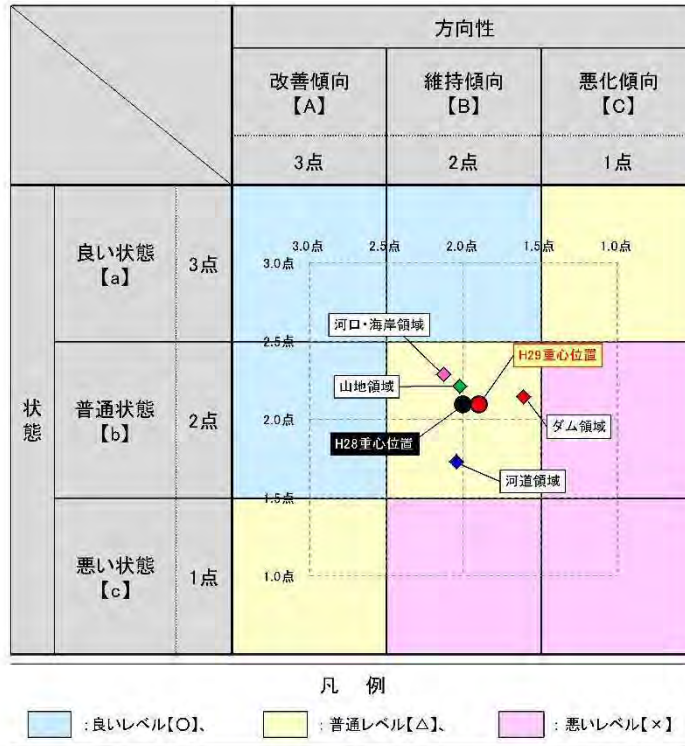 方向性
改善傾向
【A】
維持傾向
【B】
悪化傾向
【C】
3点
2点
1点
状態
良い状態
【a】
3点
普通状態
【b】
2点
悪い状態
【c】
1点
3.0点
2.5点
2.0点
1.5点
1.0点
3.0点
2.5点
2.0点
1.5点
1.0点
河口・海岸領域
H29重心位置
山地領域
ダム領域
H28重心位置
河道領域
凡 例
:良いレベル【○】、
:普通レベル【△】、
:悪いレベル【×】